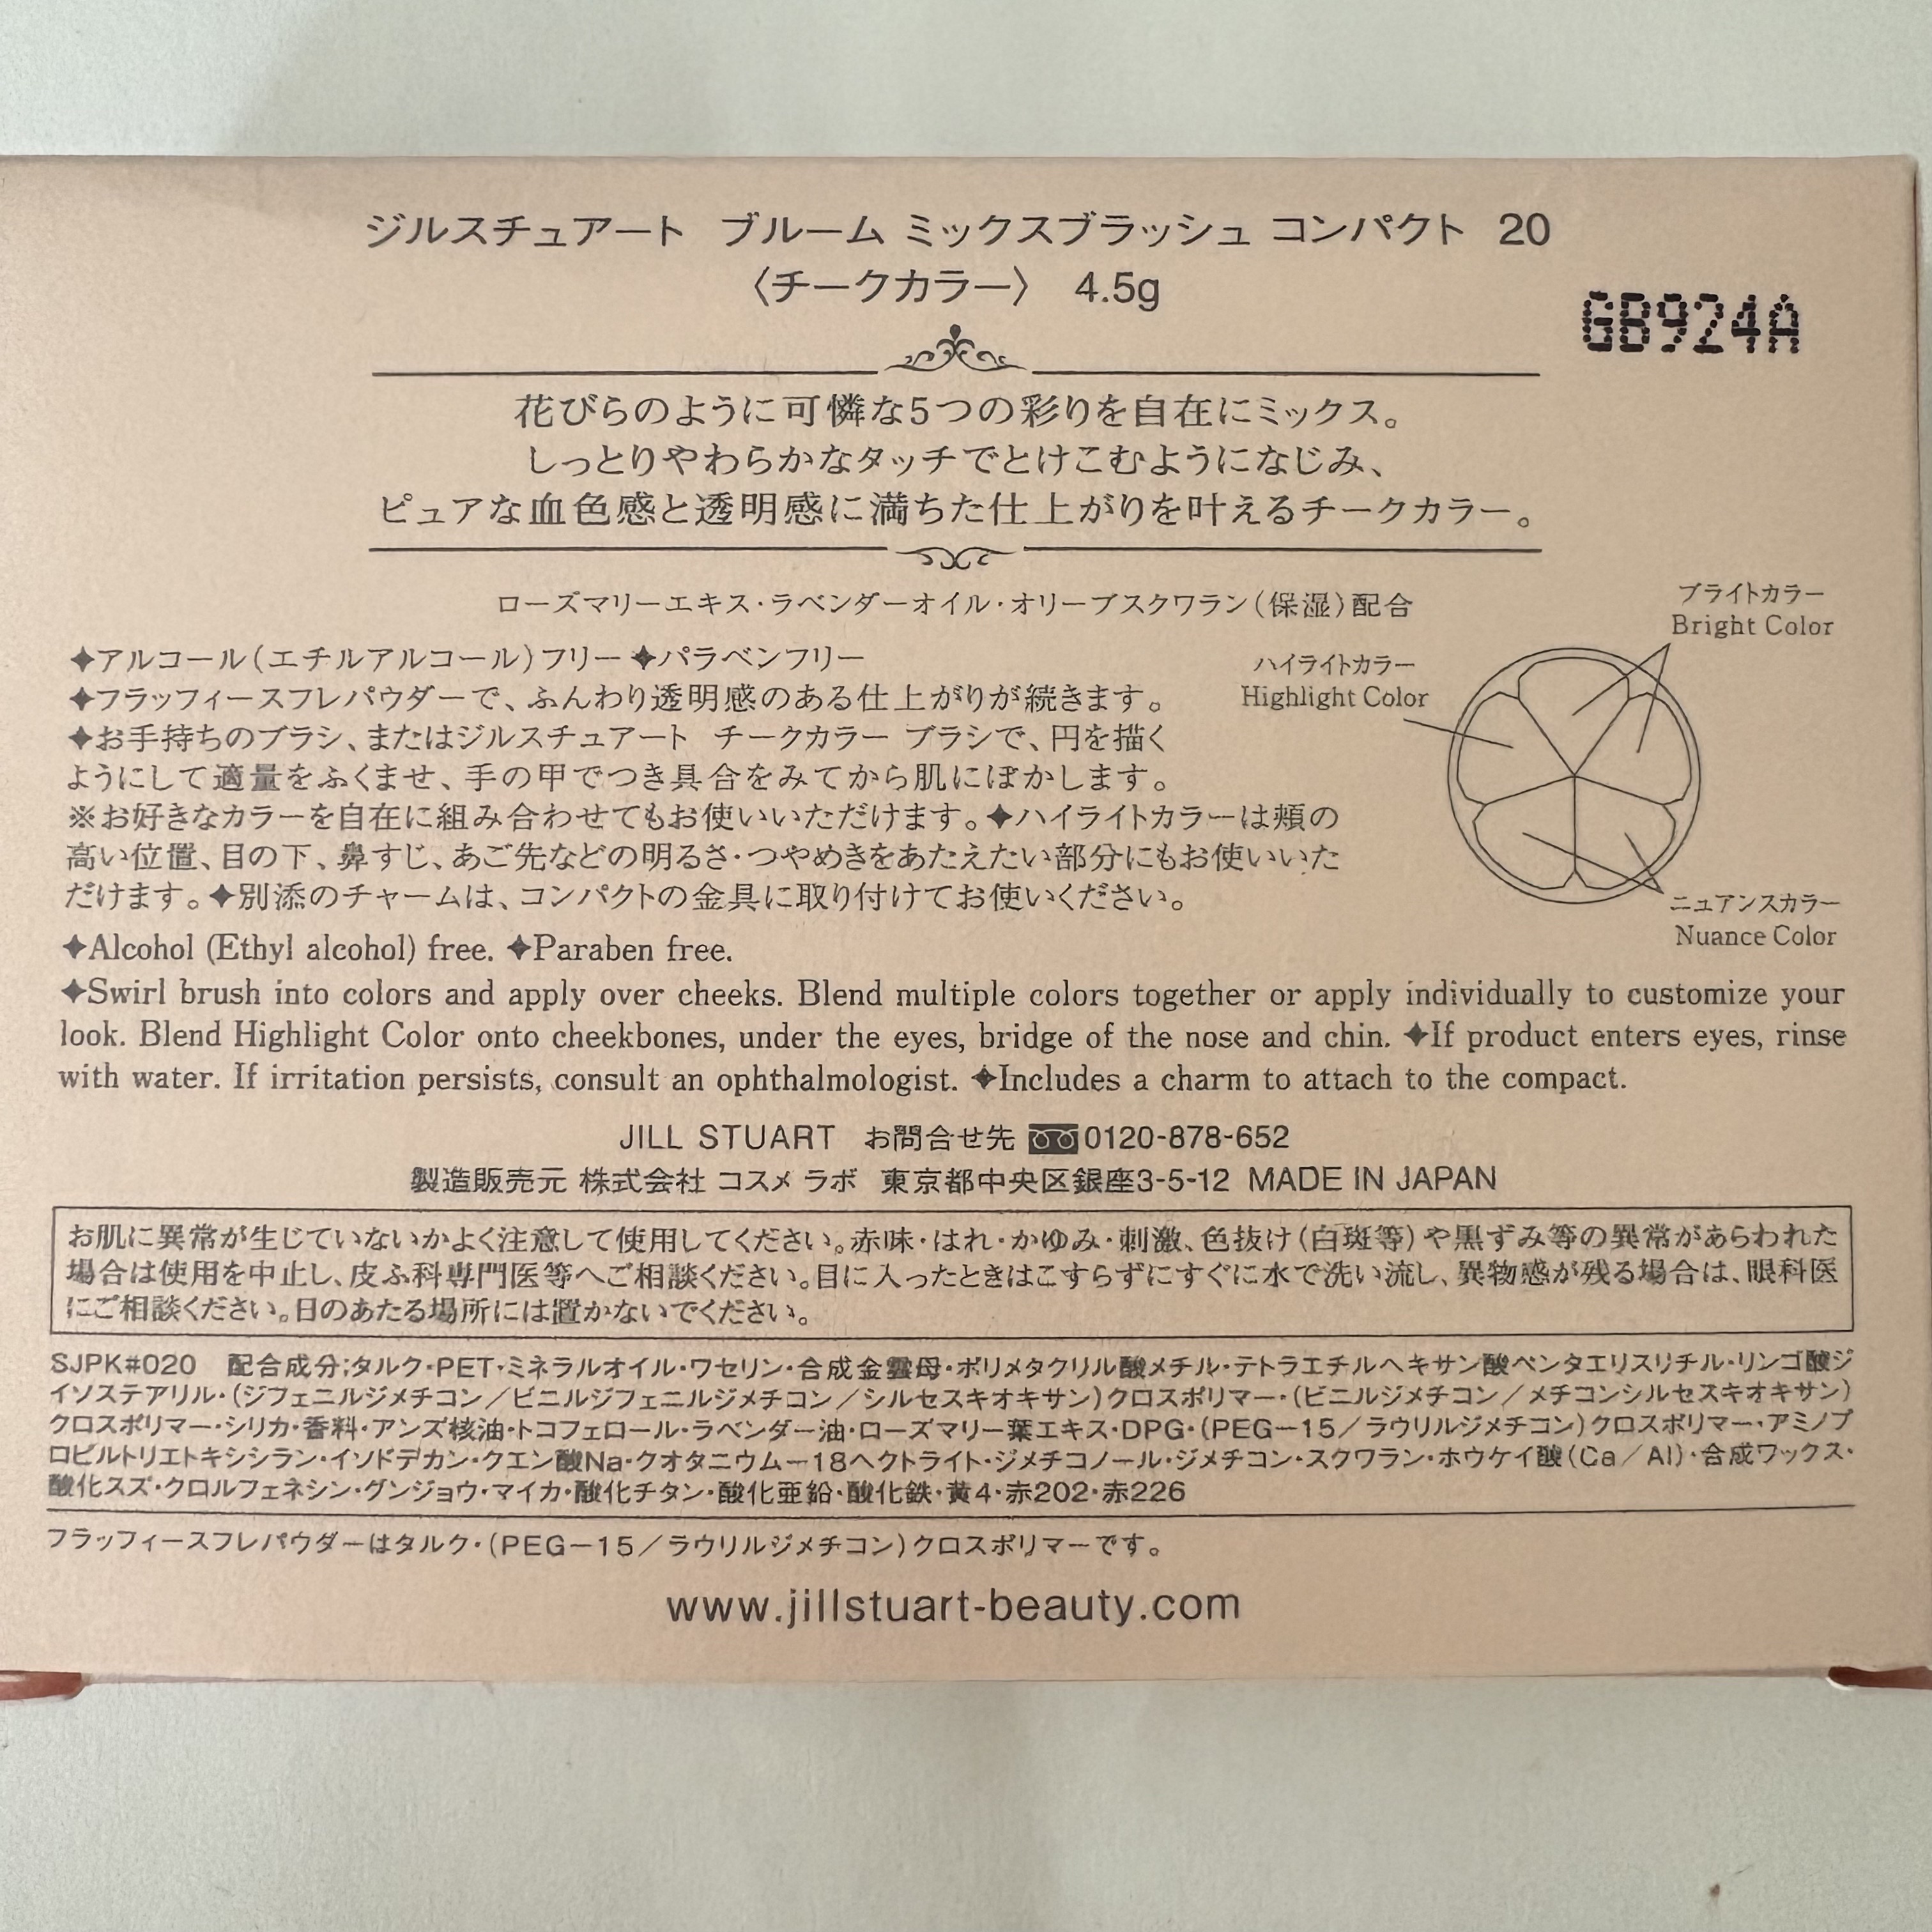 ジルスチュアート ブルーム ミックスブラッシュ コンパクト 20
〈チークカラー〉 4.5g
GB924A
花びらのように可憐な5つの彩りを自在にミックス。
しっとりやわらかなタッチでとけこむようになじみ、
ピュアな血色感と透明感に満ちた仕上がりを叶えるチークカラー。
ローズマリーエキス・ラベンダーオイル・オリーブスクワラン(保湿)配合
✦アルコール(エチルアルコール)フリー✦パラベンフリー
✦フラッフィースフレパウダーで、ふんわり透明感のある仕上がりが続きます。
✦お手持ちのブラシ、またはジルスチュアート チークカラー ブラシで、円を描く
ようにして適量をふくませ、手の甲でつき具合をみてから肌にぼかします。
※お好きなカラーを自在に組み合わせてもお使いいただけます。✦ハイライトカラーは頬の
高い位置、目の下、鼻すじ、あご先などの明るさ・つやめきをあたえたい部分にもお使いいた
だけます。✦別添のチャームは、コンパクトの金具に取り付けてお使いください。
ブライトカラー
Bright Color
ハイライトカラー
Highlight Color
ニュアンスカラー
Nuance Color
✦Alcohol (Ethyl alcohol) free. ✦Paraben free.
✦Swirl brush into colors and apply over cheeks. Blend multiple colors together or apply individually to customize your
look. Blend Highlight Color onto cheekbones, under the eyes, bridge of the nose and chin. ✦If product enters eyes, rinse
with water. If irritation persists, consult an ophthalmologist. ✦Includes a charm to attach to the compact.
JILL STUART お問合せ先 0120-878-652
製造販売元 株式会社 コスメ ラボ 東京都中央区銀座3-5-12 MADE IN JAPAN
お肌に異常が生じていないかよく注意して使用してください。赤味・はれ・かゆみ・刺激、色抜け(白斑等)や黒ずみ等の異常があらわれた
場合は使用を中止し、皮ふ科専門医等へご相談ください。目に入ったときはこすらずにすぐに水で洗い流し、異物感が残る場合は、眼科医
にご相談ください。日のあたる場所には置かないでください。
SJPK#020 配合成分;タルク・PET・ミネラルオイル・ワセリン・合成金雲母・ポリメタクリル酸メチル・テトラエチルヘキサン酸ペンタエリスリチル・リンゴ酸ジ
イソステアリル・(ジフェニルジメチコン/ビニルジフェニルジメチコン/シルセスキオキサン)クロスポリマー・(ビニルジメチコン/メチコンシルセスキオキサン)
クロスポリマー・シリカ・香料・アンズ核油・トコフェロール・ラベンダー油・ローズマリー葉エキス・DPG・(PEG-15/ラウリルジメチコン)クロスポリマー・アミノプ
ロピルトリエトキシシラン・イソドデカン・クエン酸Na・クオタニウム-18ヘクトライト・ジメチコノール・ジメチコン・スクワラン・ホウケイ酸(Ca/Al)・合成ワックス・
酸化スズ・クロルフェネシン・グンジョウ・マイカ・酸化チタン・酸化亜鉛・酸化鉄・黄4・赤202・赤226
フラッフィースフレパウダーはタルク・(PEG-15/ラウリルジメチコン)クロスポリマーです。
www.jillstuart-beauty.com